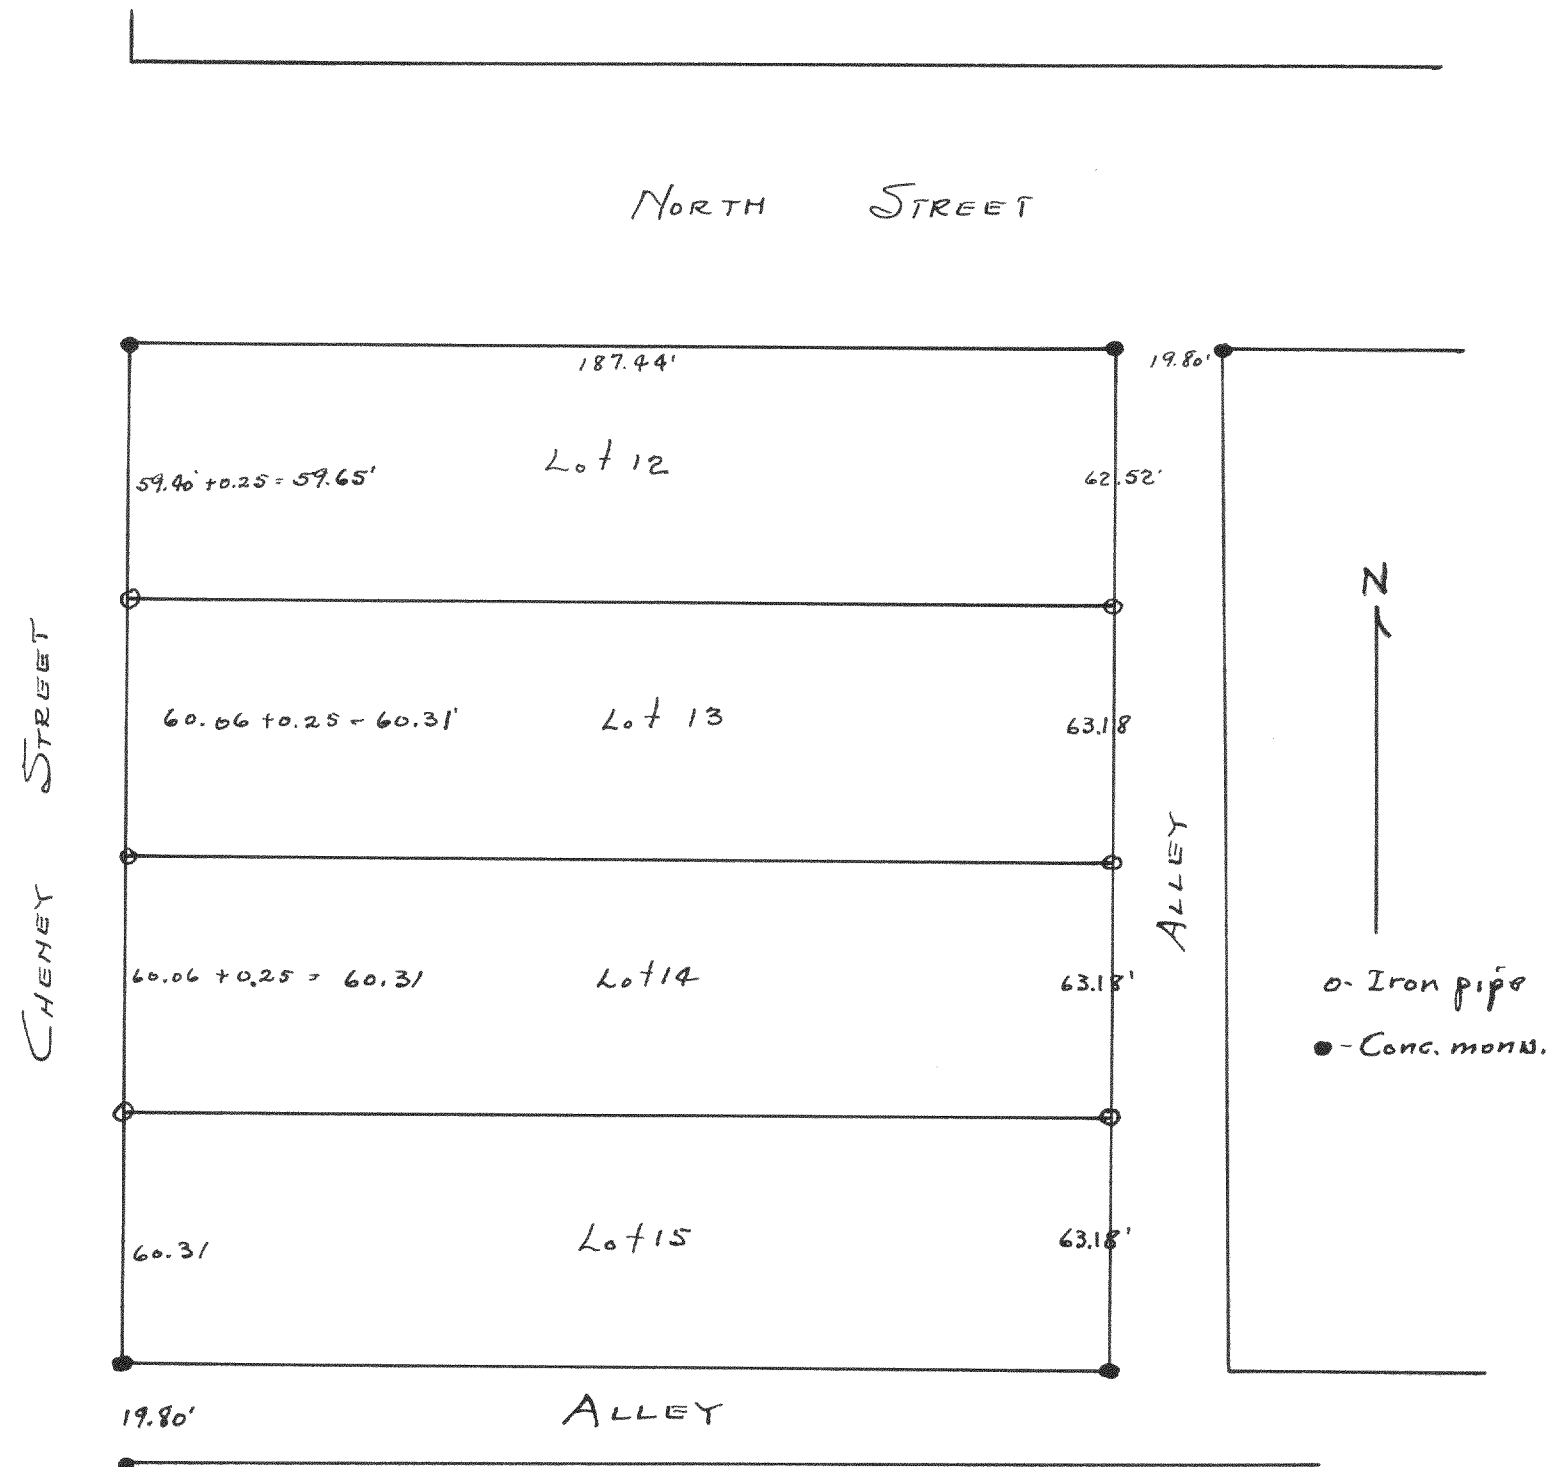 NORTH STREET
187.44'
19.80'
Lot 12
59.40' +0.25 = 59.65'
62.52'
N
CHENEY STREET
60.06 +0.25 - 60.31'
Lot 13
63.18
ALLEY
60.06 +0.25 = 60.31
Lot 14
63.18'
o- Iron pipe
●- Conc. mons.
60.31
Lot 15
63.18'
19.80'
ALLEY